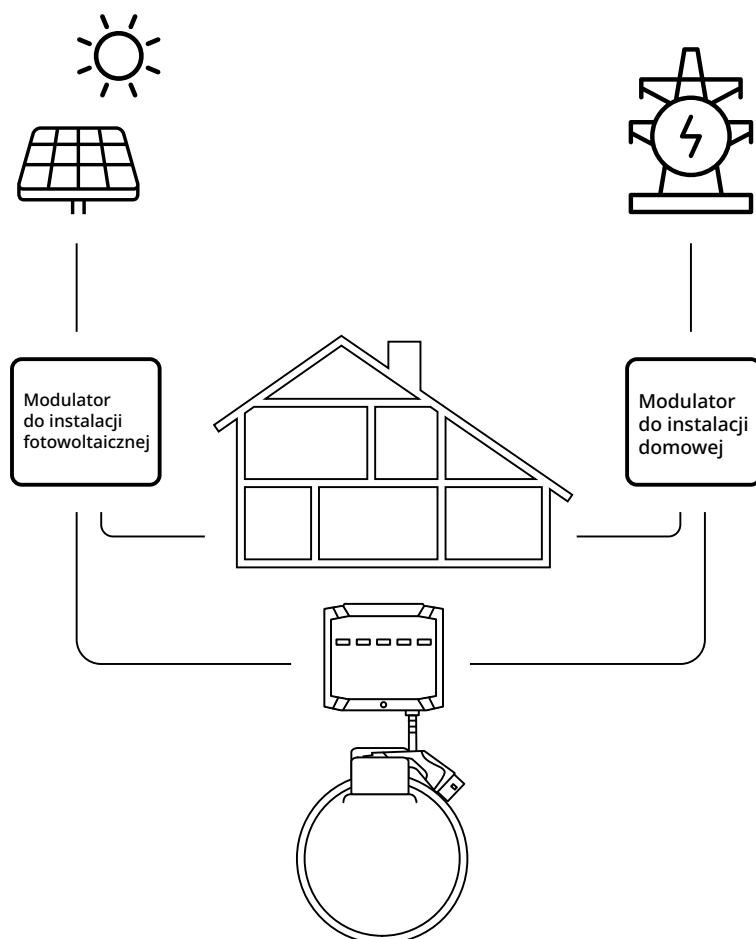 Modulator
do instalacji
fotowoltaicznej
Modulator
do instalacji
domowej